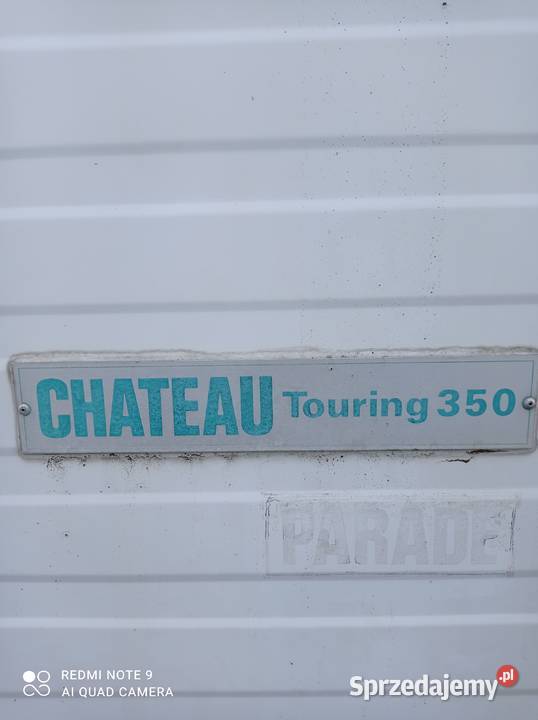 CHATEAU Touring 350
PARADE
REDMI NOTE 9
AI QUAD CAMERA
Sprzedajemy.pl